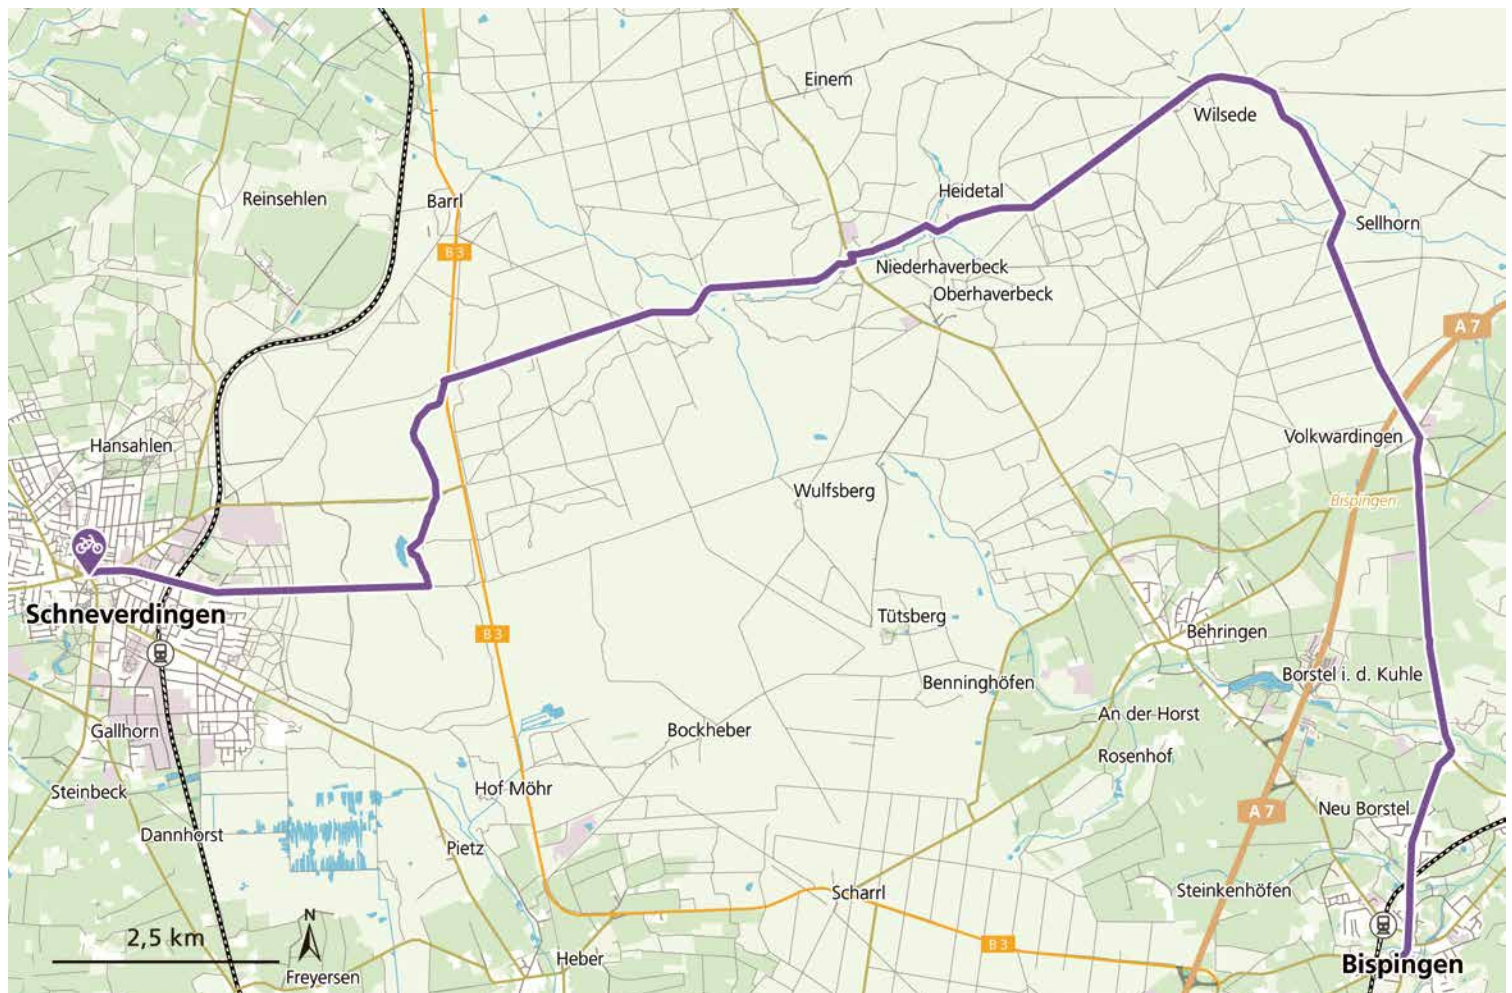 Einem
Wilsede
Reinsehlen
Barrl
Heidetal
Sellhorn
B 3
Niederhaverbeck
Oberhaverbeck
A 7
Hansahlen
Volkwardingen
Wulfsberg
Bispingen
Schneverdingen
Tütsberg
B 3
Behringen
Benninghöfen
Borstel i. d. Kuhle
An der Horst
Gallhorn
Bockheber
Rosenhof
Steinbeck
Hof Möhr
Neu Borstel
A 7
Dannhorst
Pietz
Scharrl
Steinkenhöfen
N
2,5 km
B 3
Heber
Bispingen
Freyersen